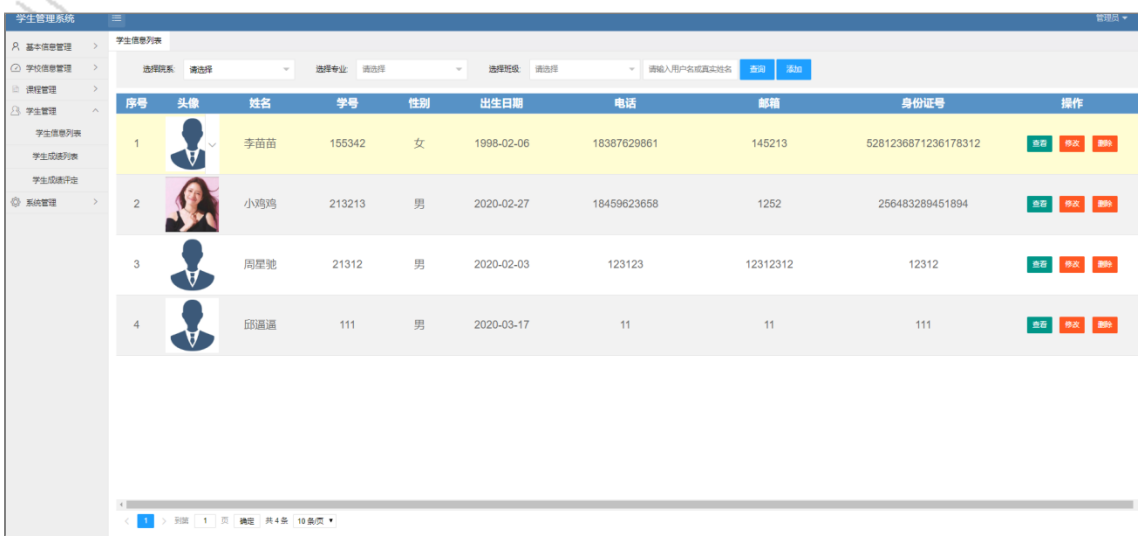 学生管理系统 管理员
基本信息管理
学校信息管理
课程管理
学生管理
学生信息列表
学生成绩列表
学生成绩评定
系统管理
学生信息列表
选择院系 请选择 选择专业 请选择 选择班级 请选择 请输入用户名或真实姓名 查询 添加
序号 头像 姓名 学号 性别 出生日期 电话 邮箱 身份证号 操作
1 李苗苗 155342 女 1998-02-06 18387629861 145213 5281236871236178312 查看 修改 删除
2 小鸡鸡 213213 男 2020-02-27 18459623658 1252 256483289451894 查看 修改 删除
3 周星驰 21312 男 2020-02-03 123123 12312312 12312 查看 修改 删除
4 邱逼逼 111 男 2020-03-17 11 11 111 查看 修改 删除
1 到第 1 页 确定 共 4 条 10 条/页